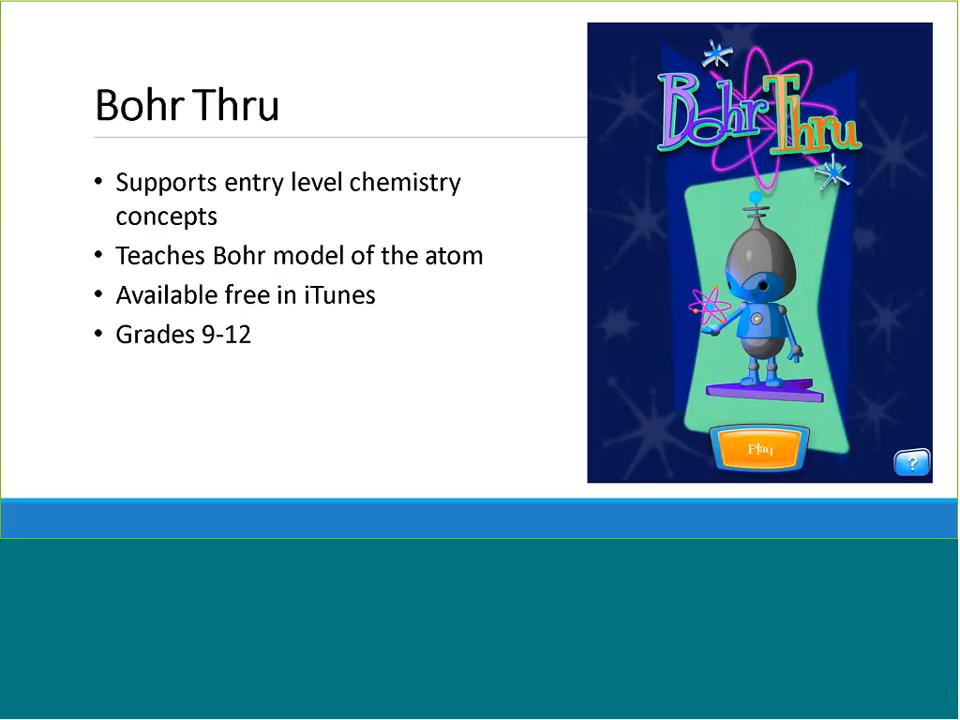 Bohr Thru
• Supports entry level chemistry
concepts
• Teaches Bohr model of the atom
• Available free in iTunes
• Grades 9-12
Bohr Thru
Play
?